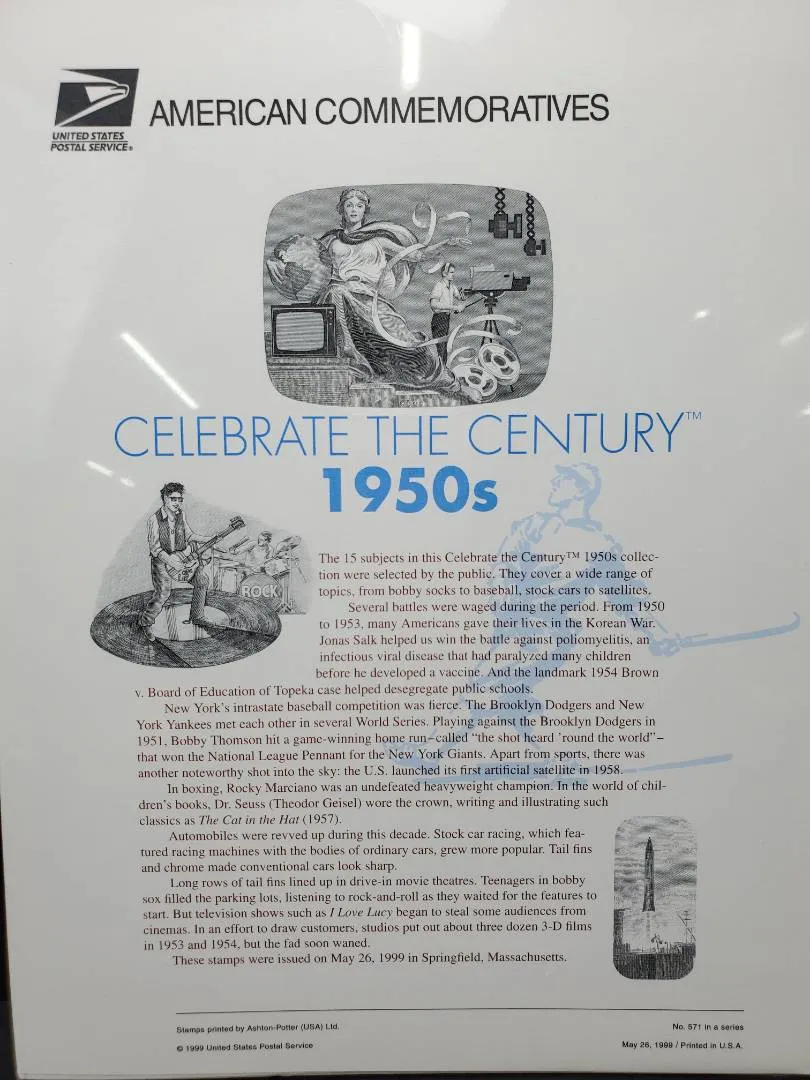 AMERICAN COMMEMORATIVES
UNITED STATES
POSTAL SERVICE®
CELEBRATE THE CENTURY™
1950s
ROCK
The 15 subjects in this Celebrate the Century™ 1950s collec-
tion were selected by the public. They cover a wide range of
topics, from bobby socks to baseball, stock cars to satellites.
Several battles were waged during the period. From 1950
to 1953, many Americans gave their lives in the Korean War.
Jonas Salk helped us win the battle against poliomyelitis, an
infectious viral disease that had paralyzed many children
before he developed a vaccine. And the landmark 1954 Brown
v. Board of Education of Topeka case helped desegregate public schools.
New York's intrastate baseball competition was fierce. The Brooklyn Dodgers and New
York Yankees met each other in several World Series. Playing against the Brooklyn Dodgers in
1951, Bobby Thomson hit a game-winning home run–called “the shot heard ’round the world”–
that won the National League Pennant for the New York Giants. Apart from sports, there was
another noteworthy shot into the sky: the U.S. launched its first artificial satellite in 1958.
In boxing, Rocky Marciano was an undefeated heavyweight champion. In the world of chil-
dren's books, Dr. Seuss (Theodor Geisel) wore the crown, writing and illustrating such
classics as The Cat in the Hat (1957).
Automobiles were revved up during this decade. Stock car racing, which fea-
tured racing machines with the bodies of ordinary cars, grew more popular. Tail fins
and chrome made conventional cars look sharp.
Long rows of tail fins lined up in drive-in movie theatres. Teenagers in bobby
sox filled the parking lots, listening to rock-and-roll as they waited for the features to
start. But television shows such as I Love Lucy began to steal some audiences from
cinemas. In an effort to draw customers, studios put out about three dozen 3-D films
in 1953 and 1954, but the fad soon waned.
These stamps were issued on May 26, 1999 in Springfield, Massachusetts.
Stamps printed by Ashton-Potter (USA) Ltd.
© 1999 United States Postal Service
No. 571 in a series
May 26, 1999 / Printed in U.S.A.